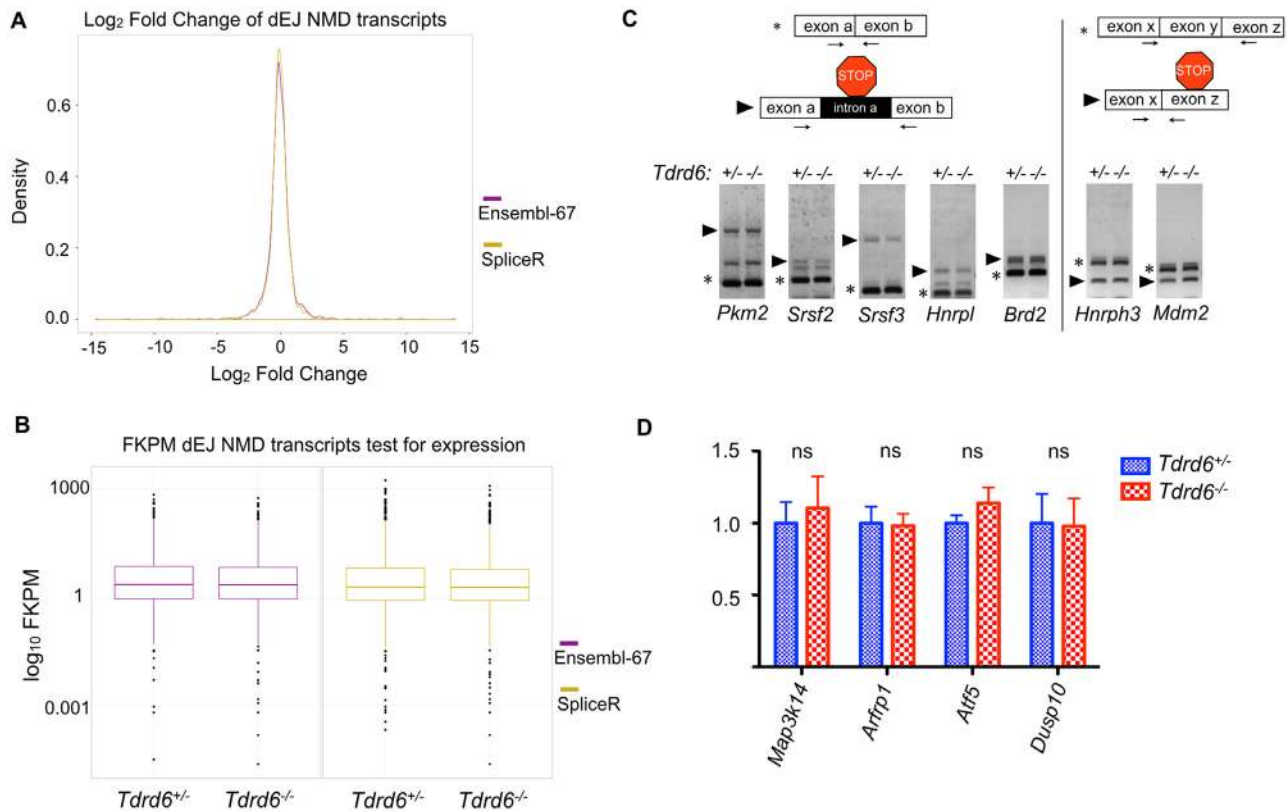 A
Log₂ Fold Change of dEJ NMD transcripts
Density
0.6
0.4
0.2
0.0
-15
-10
-5
0
5
10
15
Log₂ Fold Change
Ensembl-67
SpliceR
B
FKPM dEJ NMD transcripts test for expression
log₁₀ FKPM
1000
1
0.001
Tdrd6+/-
Tdrd6-/-
Tdrd6+/-
Tdrd6-/-
Ensembl-67
SpliceR
C
* exon a exon b
STOP
exon a intron a exon b
* exon x exon y exon z
STOP
exon x exon z
Tdrd6: +/- -/- +/- -/- +/- -/- +/- -/- +/- -/- +/- -/- +/- -/-
* * * * * * *
Pkm2 Srsf2 Srsf3 Hnrpl Brd2 Hnrph3 Mdm2
D
1.5
1.0
0.5
ns ns ns ns
Map3k14
Arfrp1
Atf5
Dusp10
Tdrd6+/-
Tdrd6-/-